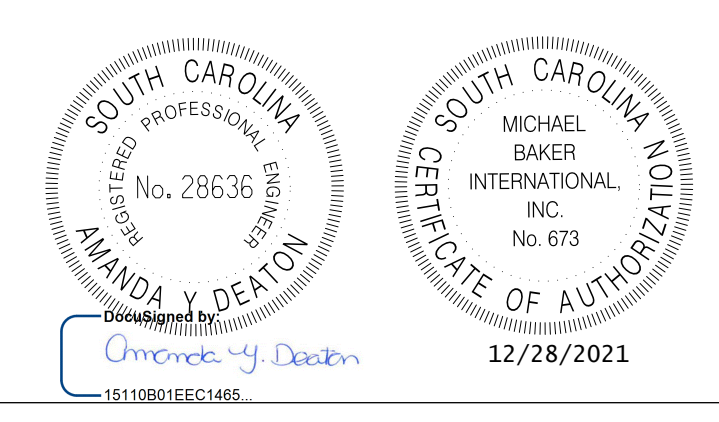 SOUTH CAROLINA
REGISTERED PROFESSIONAL ENGINEER
No. 28636
AMANDA Y DEATON
DocuSigned by:
Amanda Y. Deaton
15110B01EEC1465...
SOUTH CAROLINA
MICHAEL
BAKER
INTERNATIONAL,
INC.
No. 673
CERTIFICATE OF AUTHORIZATION
12/28/2021